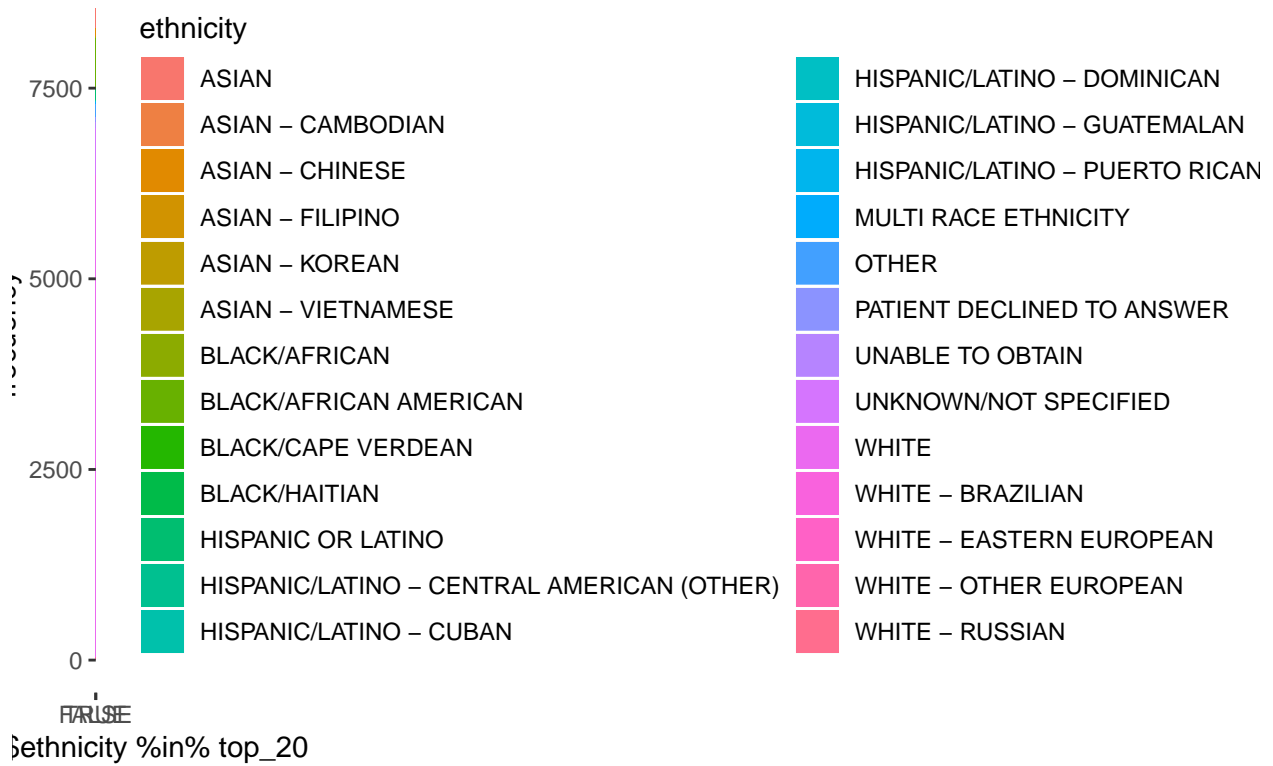 ethnicity
ASIAN
ASIAN – CAMBODIAN
ASIAN – CHINESE
ASIAN – FILIPINO
ASIAN – KOREAN
ASIAN – VIETNAMESE
BLACK/AFRICAN
BLACK/AFRICAN AMERICAN
BLACK/CAPE VERDEAN
BLACK/HAITIAN
HISPANIC OR LATINO
HISPANIC/LATINO – CENTRAL AMERICAN (OTHER)
HISPANIC/LATINO – CUBAN
HISPANIC/LATINO – DOMINICAN
HISPANIC/LATINO – GUATEMALAN
HISPANIC/LATINO – PUERTO RICAN
MULTI RACE ETHNICITY
OTHER
PATIENT DECLINED TO ANSWER
UNABLE TO OBTAIN
UNKNOWN/NOT SPECIFIED
WHITE
WHITE – BRAZILIAN
WHITE – EASTERN EUROPEAN
WHITE – OTHER EUROPEAN
WHITE – RUSSIAN
7500
5000
2500
0
$ethnicity %in% top_20